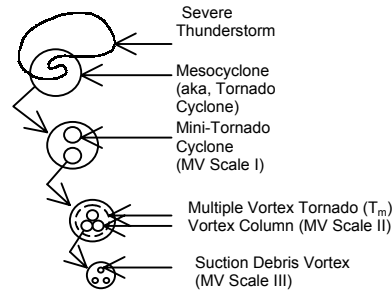 Severe
Thunderstorm
Mesocyclone
(aka, Tornado
Cyclone)
Mini-Tornado
Cyclone
(MV Scale I)
Multiple Vortex Tornado (Tm)
Vortex Column (MV Scale II)
Suction Debris Vortex
(MV Scale III)